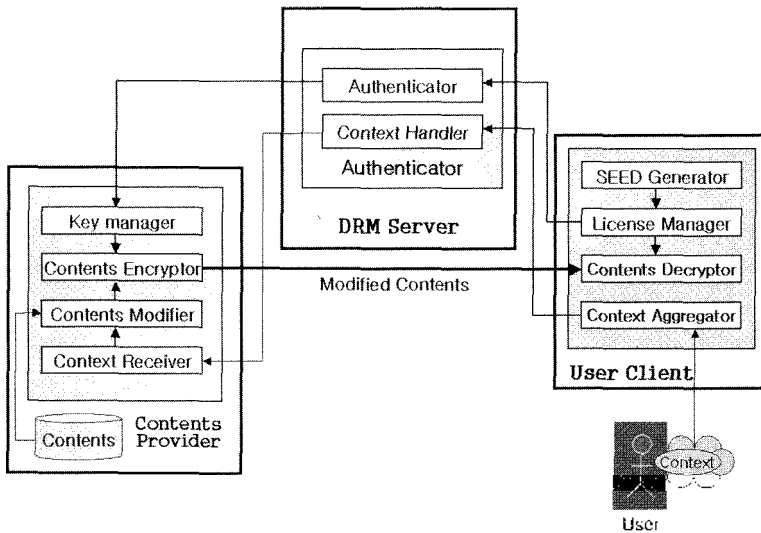 Authenticator
Context Handler
Authenticator
DRM Server
SEED Generator
License Manager
Contents Decryptor
Context Aggregator
User Client
Key manager
Contents Encryptor
Contents Modifier
Context Receiver
Contents
Contents
Provider
Modified Contents
Context
User